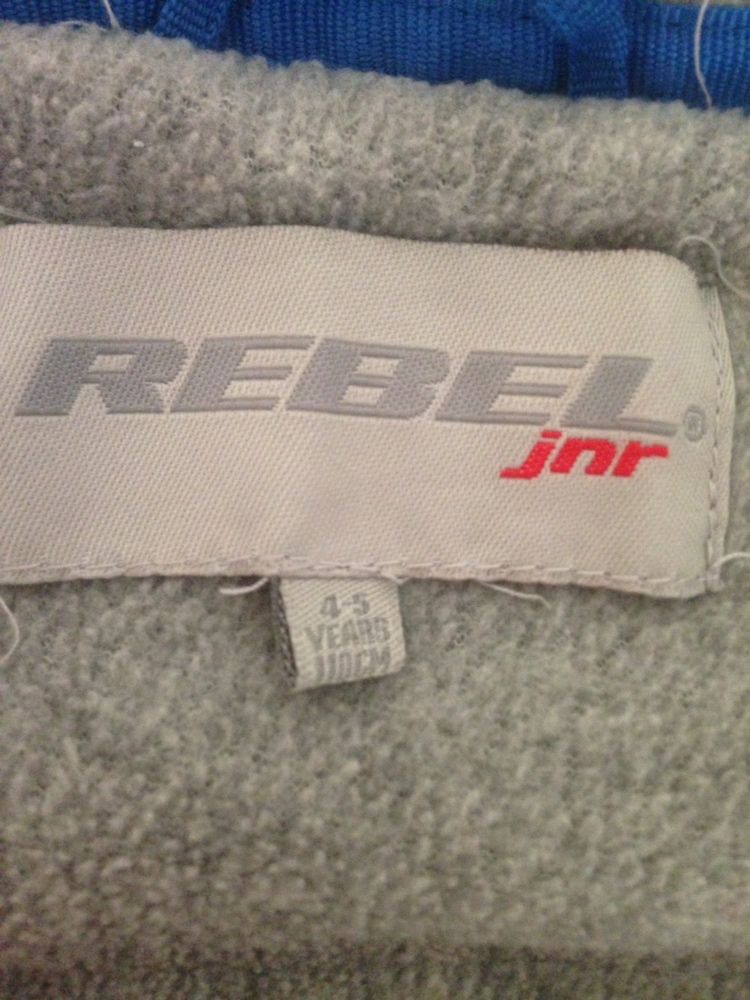 REBEL®
jnr
4-5
YEARS
110CM